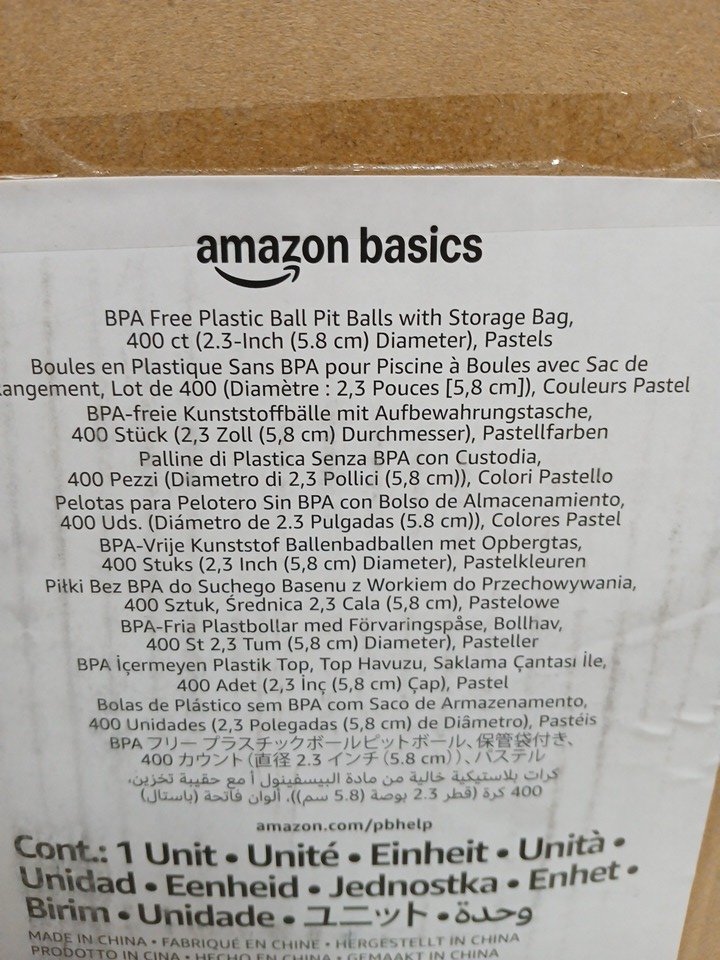 amazon basics
BPA Free Plastic Ball Pit Balls with Storage Bag,
400 ct (2.3-Inch (5.8 cm) Diameter), Pastels
Boules en Plastique Sans BPA pour Piscine à Boules avec Sac de
angement, Lot de 400 (Diamètre : 2,3 Pouces [5,8 cm]), Couleurs Pastel
BPA-freie Kunststoffbälle mit Aufbewahrungstasche,
400 Stück (2,3 Zoll (5,8 cm) Durchmesser), Pastellfarben
Palline di Plastica Senza BPA con Custodia,
400 Pezzi (Diametro di 2,3 Pollici (5,8 cm)), Colori Pastello
Pelotas para Pelotero Sin BPA con Bolso de Almacenamiento,
400 Uds. (Diámetro de 2.3 Pulgadas (5.8 cm)), Colores Pastel
BPA-Vrije Kunststof Ballenbadballen met Opbergtas,
400 Stuks (2,3 Inch (5,8 cm) Diameter), Pastelkleuren
Piłki Bez BPA do Suchego Basenu z Workiem do Przechowywania,
400 Sztuk, Średnica 2,3 Cala (5,8 cm), Pastelowe
BPA-Fria Plastbollar med Förvaringspåse, Bollhav,
400 St 2,3 Tum (5,8 cm) Diameter), Pasteller
BPA İçermeyen Plastik Top, Top Havuzu, Saklama Çantası İle,
400 Adet (2,3 İnç (5,8 cm) Çap), Pastel
Bolas de Plástico sem BPA com Saco de Armazenamento,
400 Unidades (2,3 Polegadas (5,8 cm) de Diâmetro), Pastéis
BPA フリー プラスチックボールピットボール、保管袋付き、
400 カウント（直径 2.3 インチ（5.8 cm））、パステル
كرات بلاستيكية خالية من مادة البيسفينول أ مع حقيبة تخزين،
400 كرة (قطر 2.3 بوصة (5.8 سم))، ألوان فاتحة (باستال)
amazon.com/pbhelp
Cont.: 1 Unit • Unité • Einheit • Unità •
Unidad • Eenheid • Jednostka • Enhet •
Birim • Unidade • ユニット • وحدة
MADE IN CHINA • FABRIQUÉ EN CHINE • HERGESTELLT IN CHINA
PRODOTTO IN CINA • HECHO EN CHINA • GEMAAKT IN CHINA